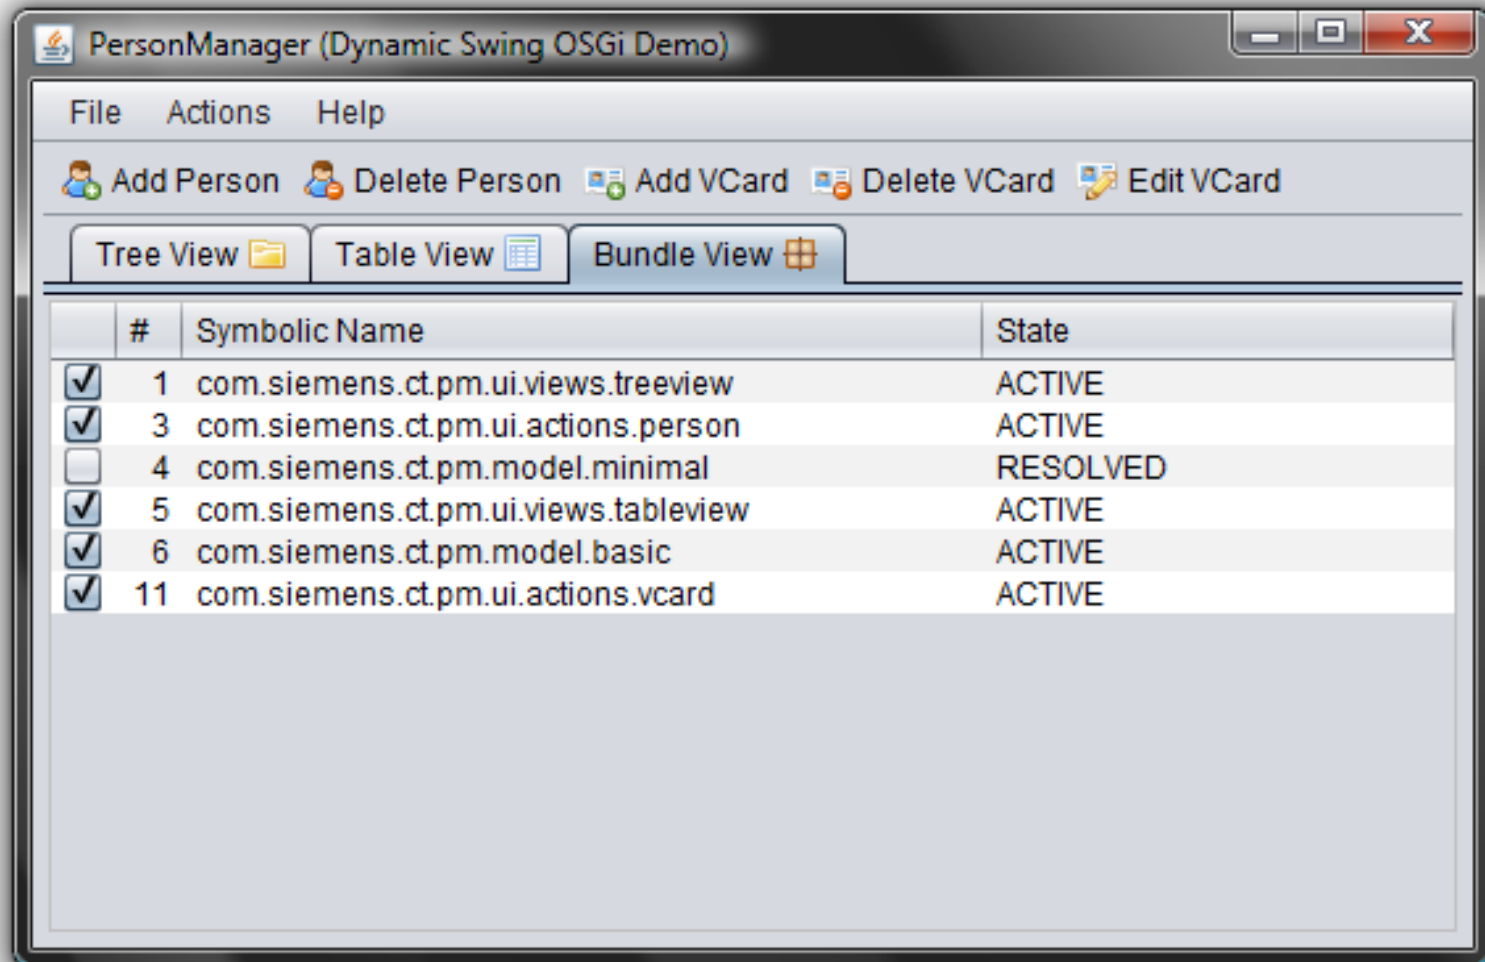 PersonManager (Dynamic Swing OSGi Demo)
File Actions Help
Add Person Delete Person Add VCard Delete VCard Edit VCard
Tree View Table View Bundle View
# Symbolic Name State
1 com.siemens.ct.pm.ui.views.treeview ACTIVE
3 com.siemens.ct.pm.ui.actions.person ACTIVE
4 com.siemens.ct.pm.model.minimal RESOLVED
5 com.siemens.ct.pm.ui.views.tableview ACTIVE
6 com.siemens.ct.pm.model.basic ACTIVE
11 com.siemens.ct.pm.ui.actions.vcard ACTIVE